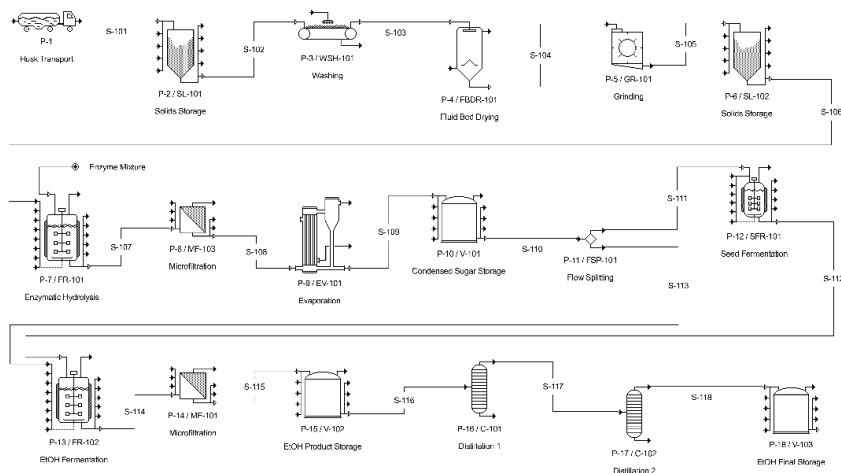 P-1
Husk Transport
S-101
P-2 / SL-101
Solids Storage
S-102
P-3 / WSH-101
Washing
S-103
P-4 / FBDR-101
Fluid Bod Drying
S-104
P-5 / GR-101
Grinding
S-105
P-6 / SL-102
Solids Storage
S-106
Enzyme Mixture
P-7 / FR-101
Enzymatic Hydrolysis
S-107
P-8 / MF-103
Microfiltration
S-108
P-9 / EV-101
Evaporation
S-109
P-10 / V-101
Condensed Sugar Storage
S-110
P-11 / FSP-101
Flow Splitting
S-111
P-12 / SFR-101
Seed Fermentation
S-113
S-112
P-13 / FR-102
EtOH Fermentation
S-114
P-14 / MF-101
Microfiltration
S-115
P-15 / V-102
EtOH Product Storage
S-116
P-16 / C-101
Distillation 1
S-117
P-17 / C-102
Distillation 2
S-118
P-18 / V-103
EtOH Final Storage